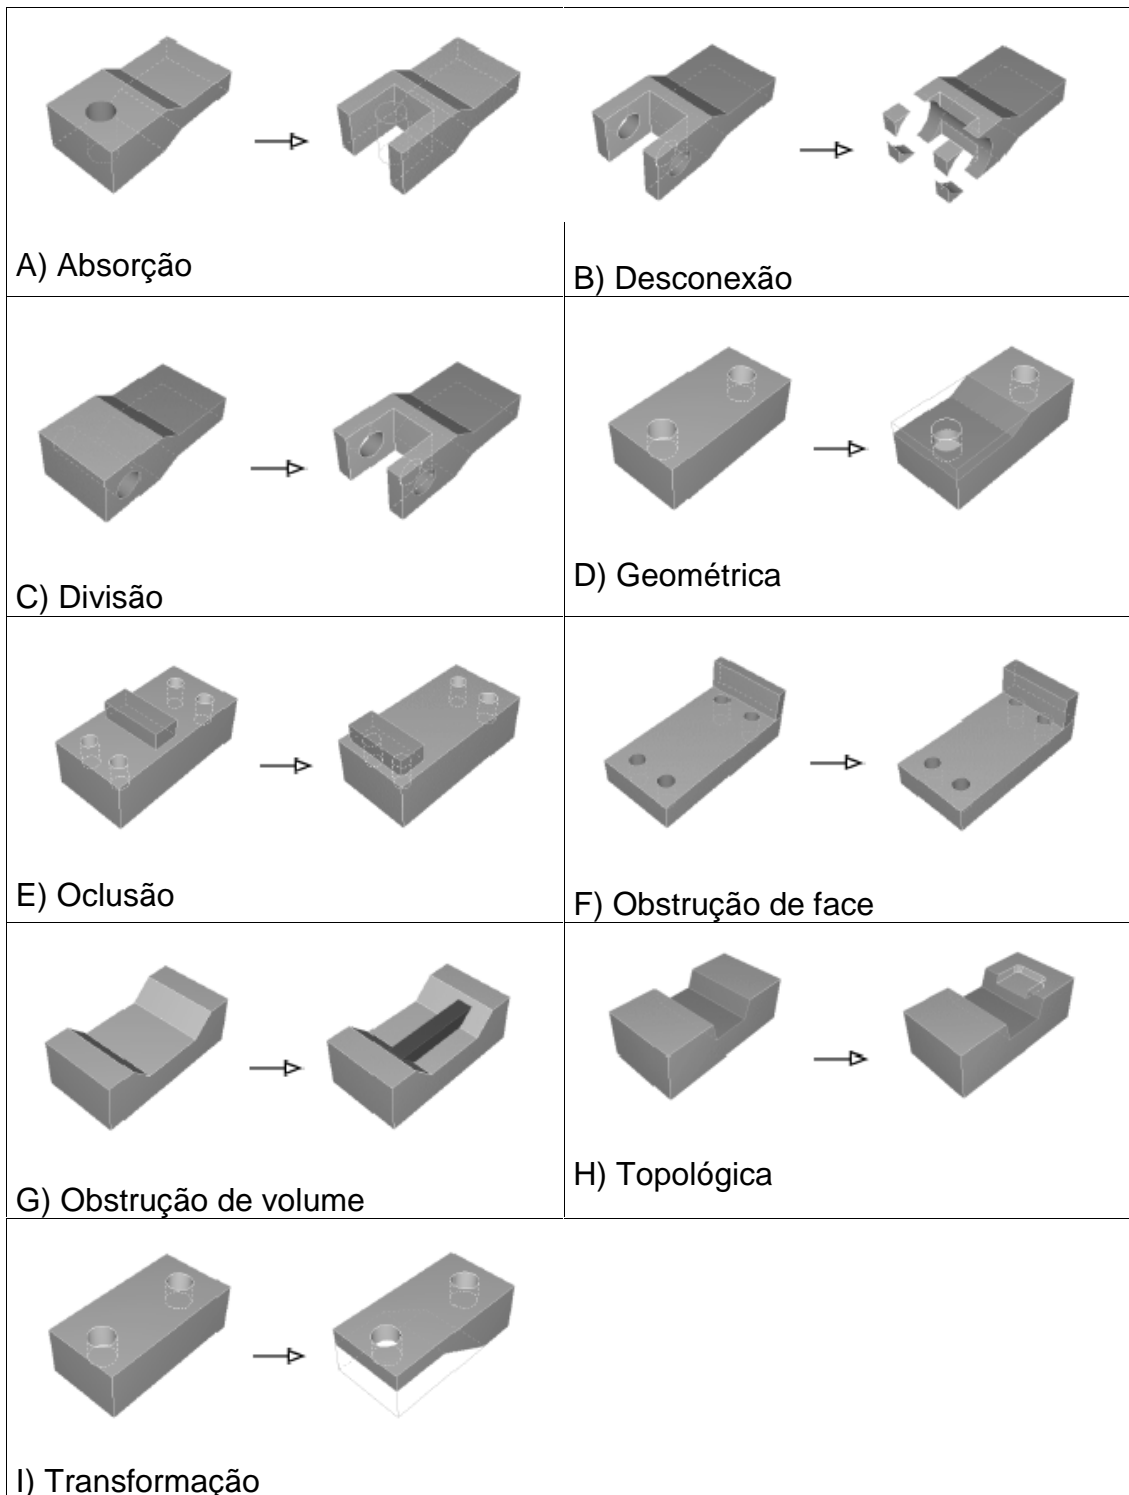 A) Absorção
B) Desconexão
C) Divisão
D) Geométrica
E) Oclusão
F) Obstrução de face
G) Obstrução de volume
H) Topológica
I) Transformação